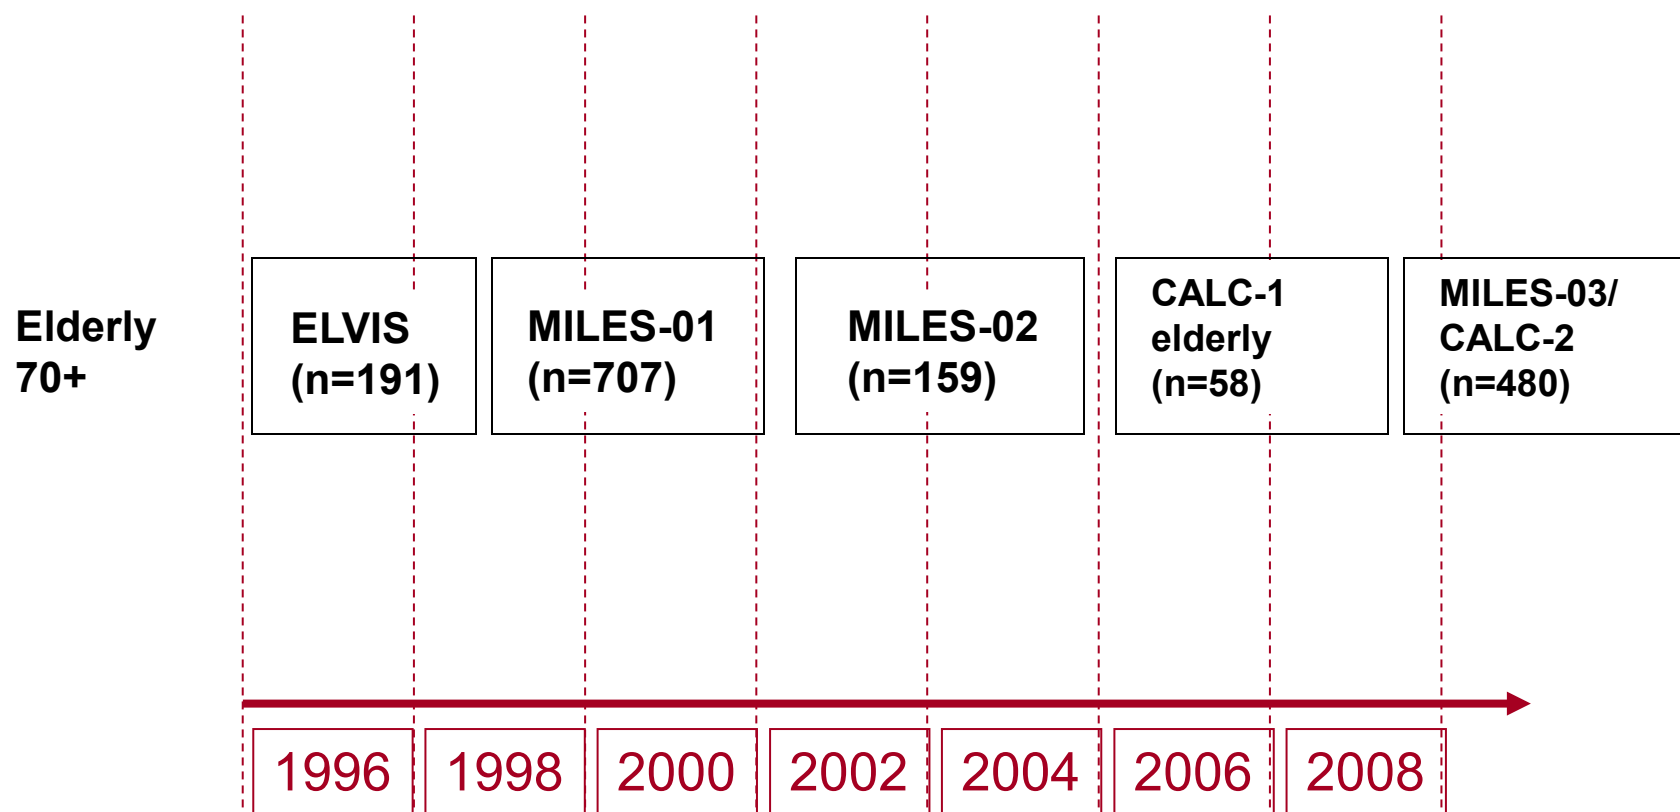 Elderly
70+
ELVIS
(n=191)
MILES-01
(n=707)
MILES-02
(n=159)
CALC-1
elderly
(n=58)
MILES-03/
CALC-2
(n=480)
1996
1998
2000
2002
2004
2006
2008